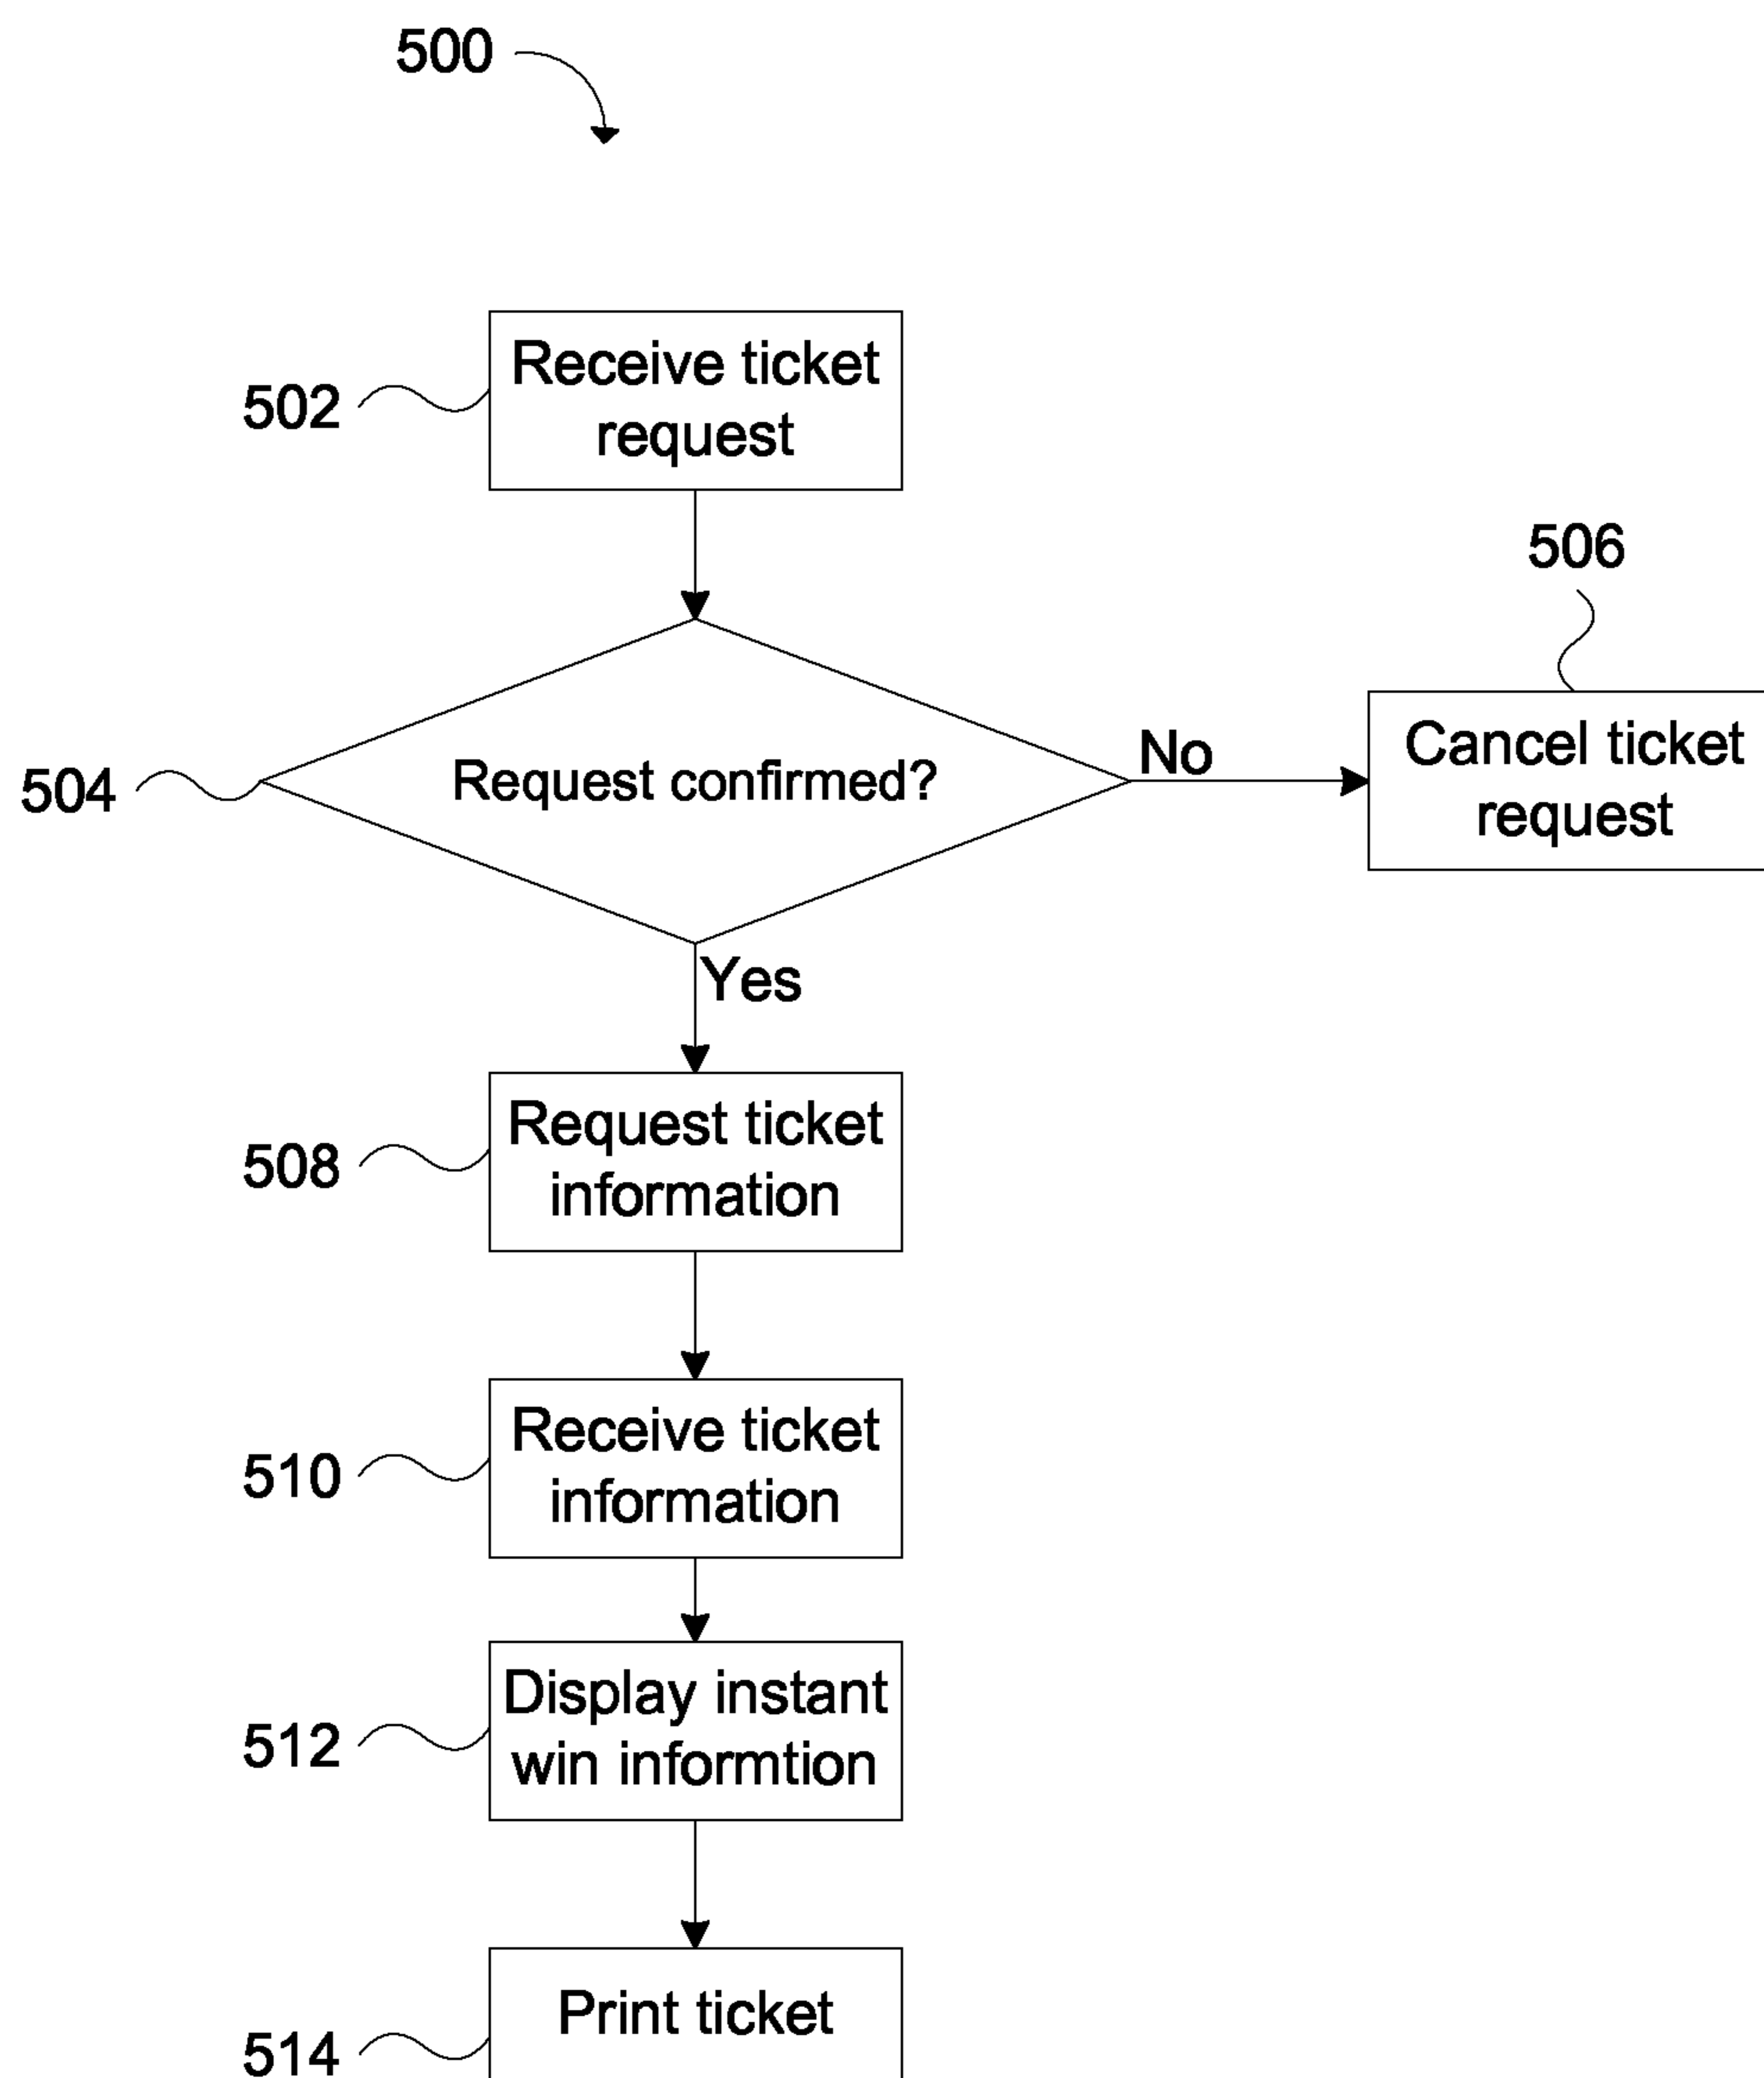 500
Receive ticket
request
502
506
Request confirmed?
504
No
Cancel ticket
request
Yes
Request ticket
information
508
Receive ticket
information
510
Display instant
win informtion
512
Print ticket
514